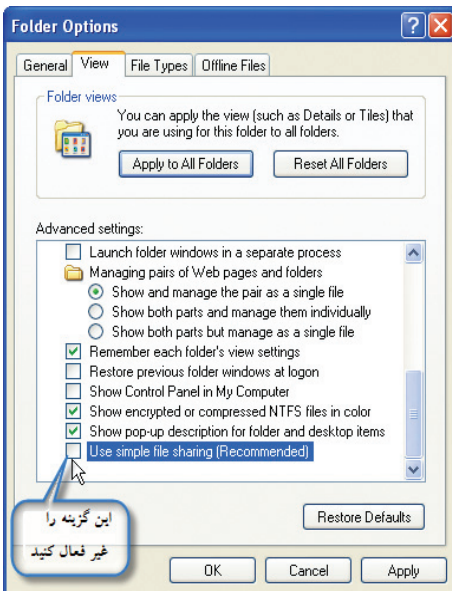 Folder Options
General View File Types Offline Files
Folder views
You can apply the view (such as Details or Tiles) that
you are using for this folder to all folders.
Apply to All Folders Reset All Folders
Advanced settings:
Launch folder windows in a separate process
Managing pairs of Web pages and folders
Show and manage the pair as a single file
Show both parts and manage them individually
Show both parts but manage as a single file
Remember each folder's view settings
Restore previous folder windows at logon
Show Control Panel in My Computer
Show encrypted or compressed NTFS files in color
Show pop-up description for folder and desktop items
Use simple file sharing (Recommended)
این گزینه را
غیر فعال کنید
Restore Defaults
OK Cancel Apply